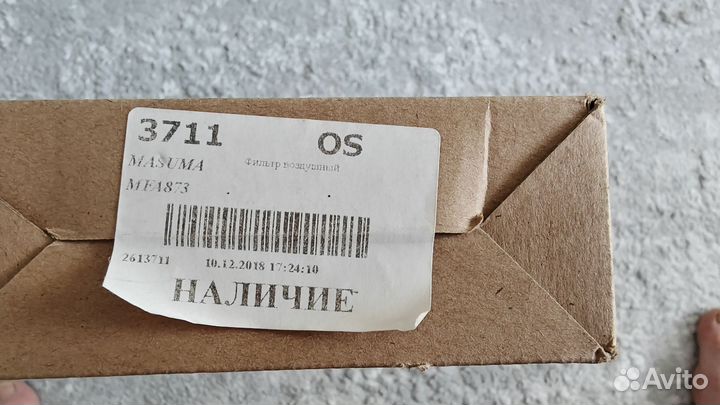 3711 OS
MASUMA Фильтр воздушный
MFA873
2613711 10.12.2018 17:24:10
НАЛИЧИЕ
Avito